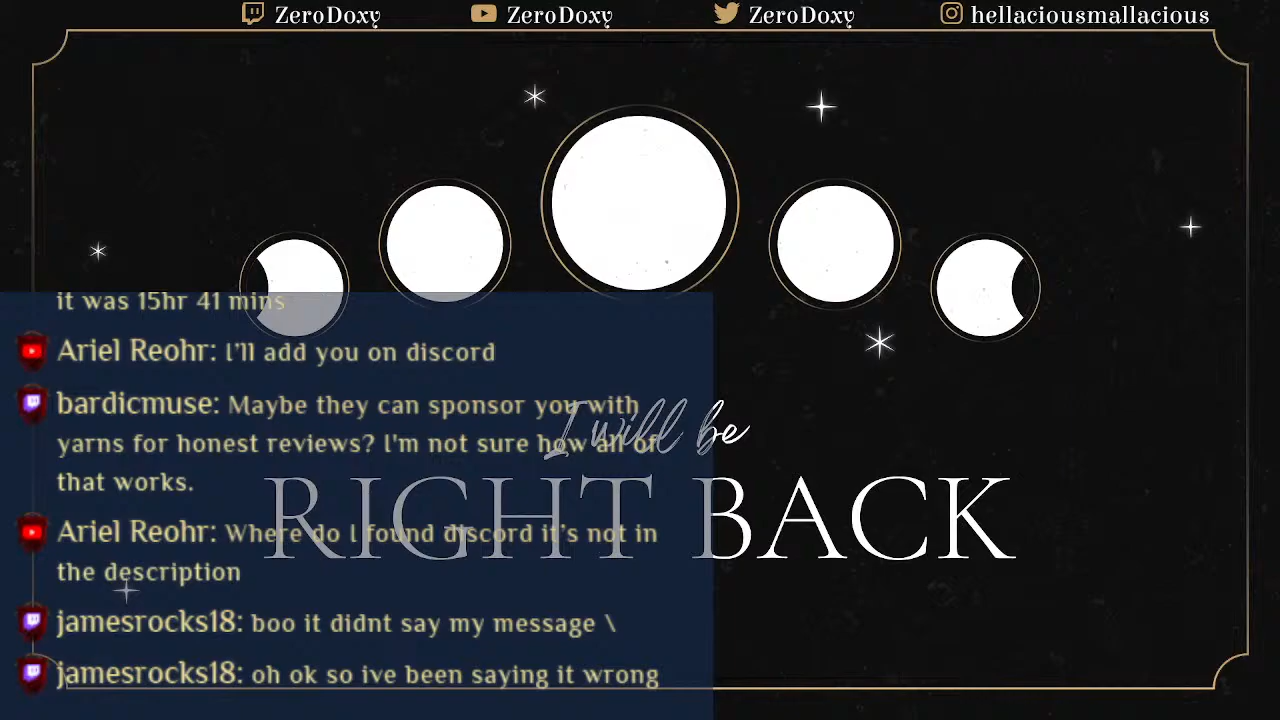 ZeroDoxy ZeroDoxy ZeroDoxy hellaciousmallacious
it was 15hr 41 mins
Ariel Reohr: I'll add you on discord
bardicmuse: Maybe they can sponsor you with
yarns for honest reviews? I'm not sure how all of
that works.
Ariel Reohr: Where do I found discord it's not in
the description
jamesrocks18: boo it didnt say my message \
jamesrocks18: oh ok so ive been saying it wrong
I will be
RIGHT BACK